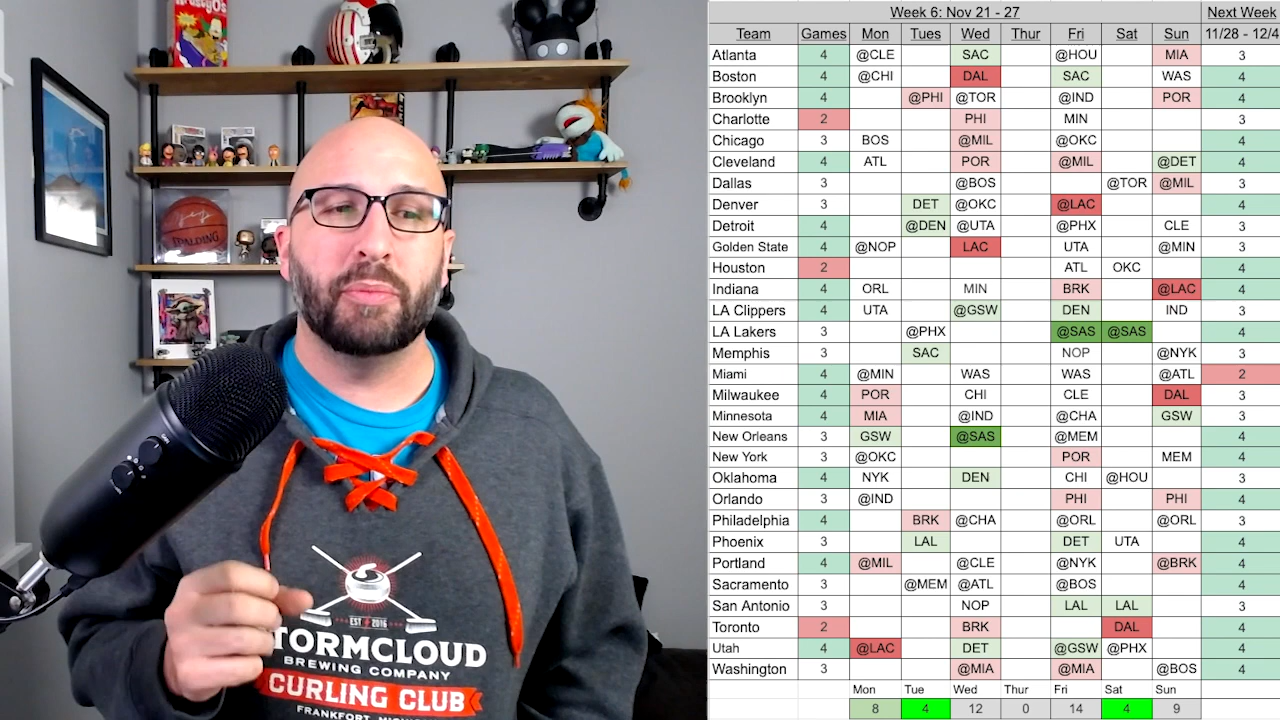 SPALDING
EST 2016
TORMCLOUD
BREWING COMPANY
CURLING CLUB
Week 6: Nov 21 - 27 Next Week
Team Games Mon Tues Wed Thur Fri Sat Sun 11/28 - 12/4
Atlanta 4 @CLE SAC @HOU MIA 3
Boston 4 @CHI DAL SAC WAS 4
Brooklyn 4 @PHI @TOR @IND POR 4
Charlotte 2 PHI MIN 3
Chicago 3 BOS @MIL @OKC 4
Cleveland 4 ATL POR @MIL @DET 4
Dallas 3 @BOS @TOR @MIL 3
Denver 3 DET @OKC @LAC 4
Detroit 4 @DEN @UTA @PHX CLE 3
Golden State 4 @NOP LAC UTA @MIN 3
Houston 2 ATL OKC 4
Indiana 4 ORL MIN BRK @LAC 4
LA Clippers 4 UTA @GSW DEN IND 3
LA Lakers 3 @PHX @SAS @SAS 4
Memphis 3 SAC NOP @NYK 3
Miami 4 @MIN WAS WAS @ATL 2
Milwaukee 4 POR CHI CLE DAL 3
Minnesota 4 MIA @IND @CHA GSW 3
New Orleans 3 GSW @SAS @MEM 4
New York 3 @OKC POR MEM 4
Oklahoma 4 NYK DEN CHI @HOU 3
Orlando 3 @IND PHI PHI 4
Philadelphia 4 BRK @CHA @ORL @ORL 3
Phoenix 3 LAL DET UTA 4
Portland 4 @MIL @CLE @NYK @BRK 4
Sacramento 3 @MEM @ATL @BOS 4
San Antonio 3 NOP LAL LAL 3
Toronto 2 BRK DAL 4
Utah 4 @LAC DET @GSW @PHX 4
Washington 3 @MIA @MIA @BOS 4
Mon Tue Wed Thur Fri Sat Sun
8 4 12 0 14 4 9